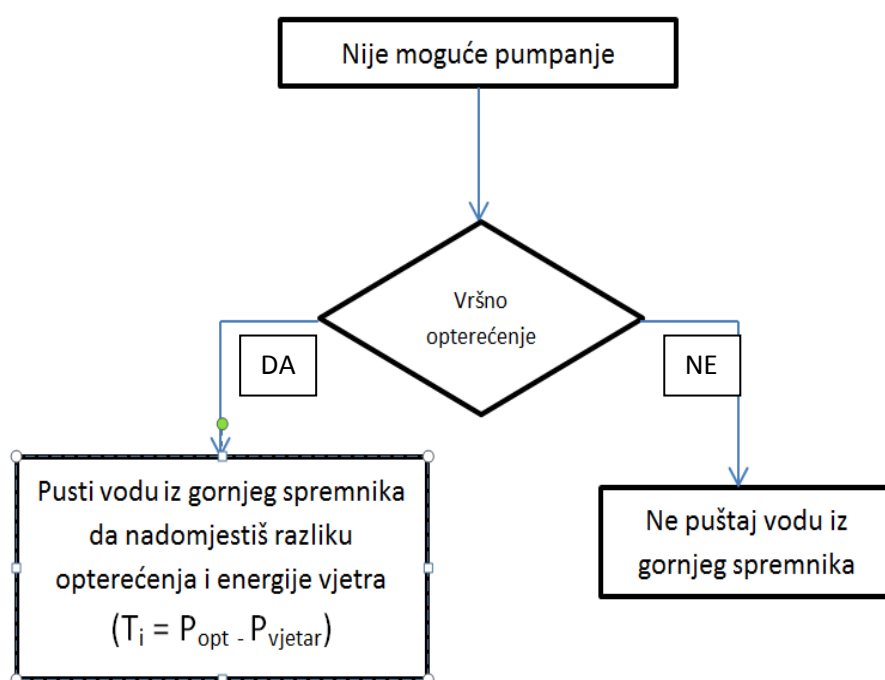 Nije moguće pumpanje
Vršno
opterećenje
DA
NE
Pusti vodu iz gornjeg spremnika
da nadomjestiš razliku
opterećenja i energije vjetra
(Ti = Popt - Pvjetar)
Ne puštaj vodu iz
gornjeg spremnika